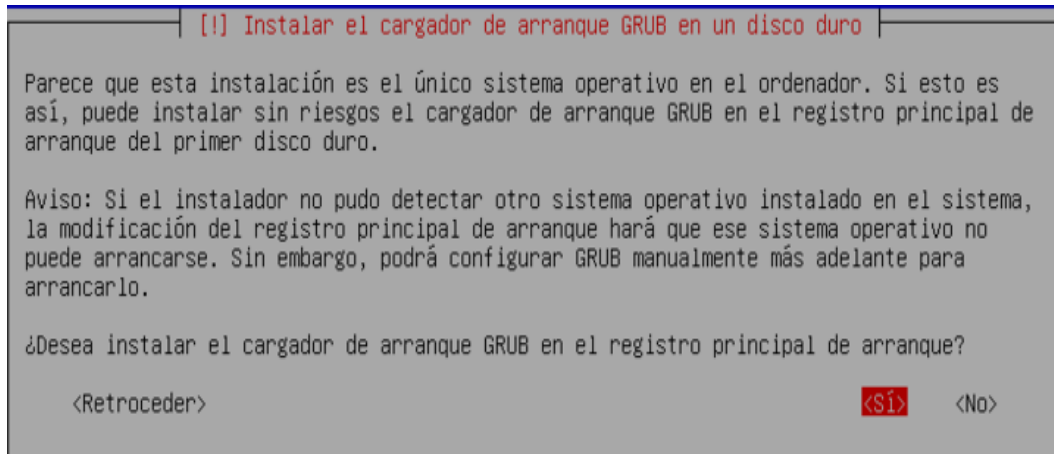 [!] Instalar el cargador de arranque GRUB en un disco duro
Parece que esta instalación es el único sistema operativo en el ordenador. Si esto es
así, puede instalar sin riesgos el cargador de arranque GRUB en el registro principal de
arranque del primer disco duro.
Aviso: Si el instalador no pudo detectar otro sistema operativo instalado en el sistema,
la modificación del registro principal de arranque hará que ese sistema operativo no
puede arrancarse. Sin embargo, podrá configurar GRUB manualmente más adelante para
arrancarlo.
¿Desea instalar el cargador de arranque GRUB en el registro principal de arranque?
<Retroceder> <Sí> <No>